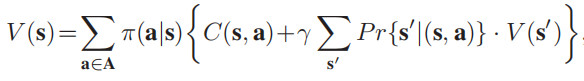 V(s)=∑_{a∈A} π(a|s){C(s, a)+γ∑_{s′} Pr{s′|(s, a)} · V(s′)},